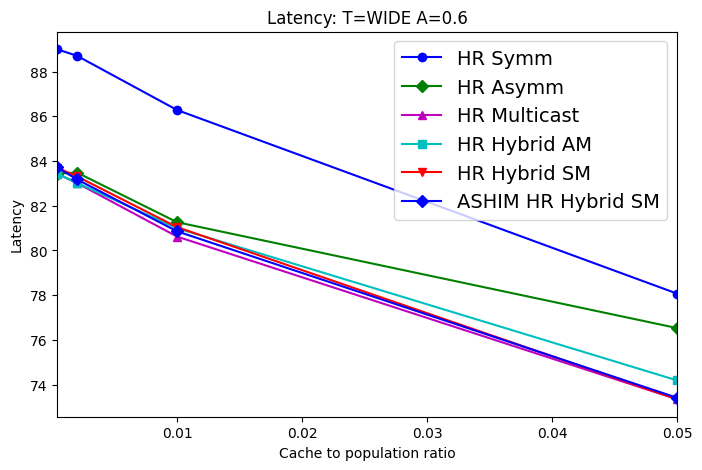 Latency: T=WIDE A=0.6
HR Symm
HR Asymm
HR Multicast
HR Hybrid AM
HR Hybrid SM
ASHIM HR Hybrid SM
Latency
88
86
84
82
80
78
76
74
0.01
0.02
0.03
0.04
0.05
Cache to population ratio